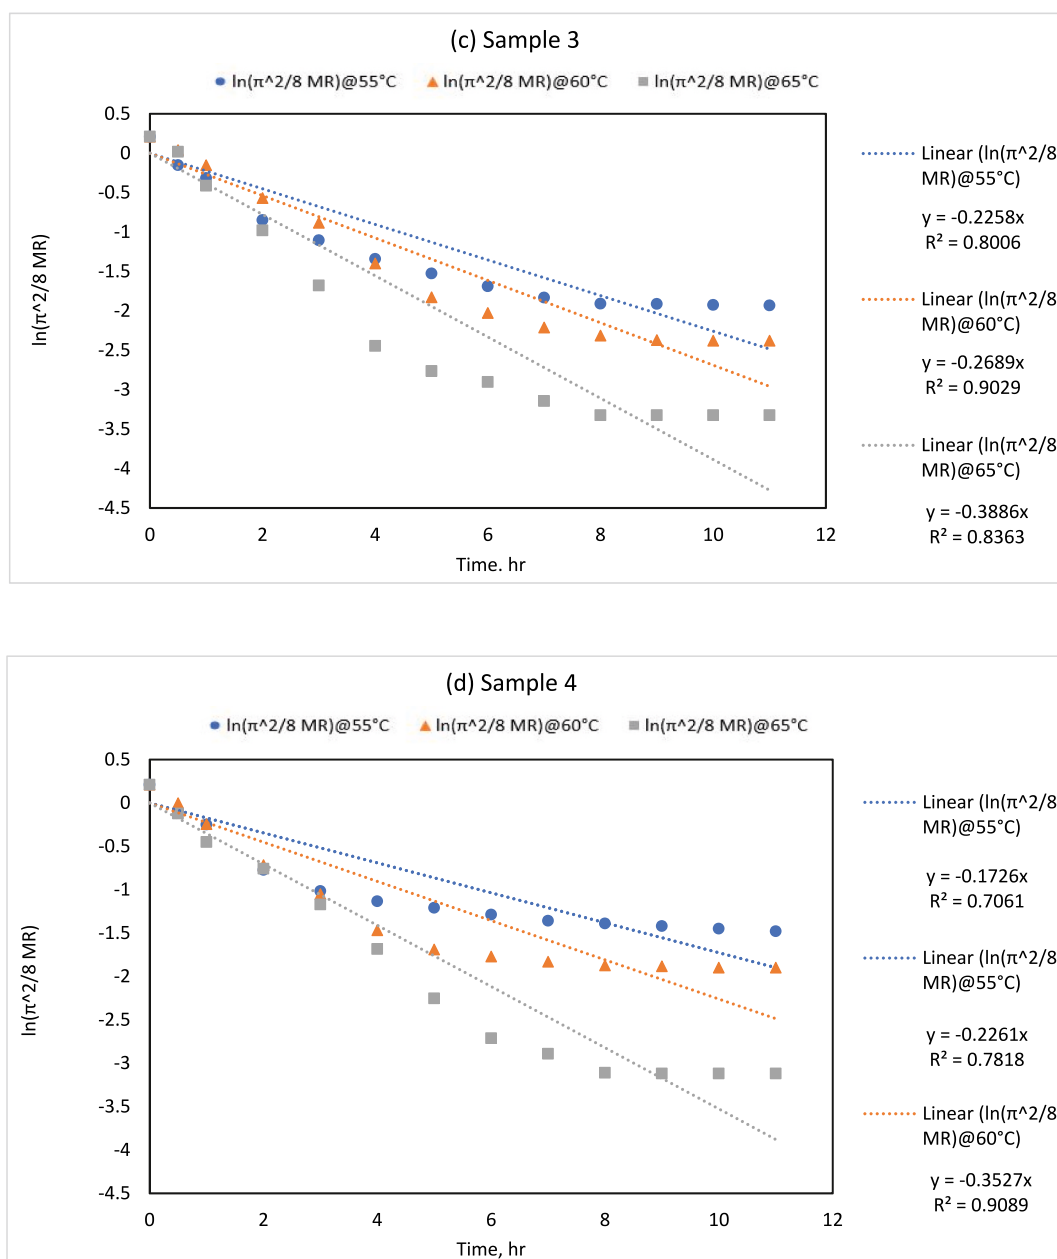 (c) Sample 3
ln(π^2/8 MR)@55°C ln(π^2/8 MR)@60°C ln(π^2/8 MR)@65°C
0.5
0
-0.5
-1
-1.5
-2
-2.5
-3
-3.5
-4
-4.5
ln(π^2/8 MR)
0 2 4 6 8 10 12
Time. hr
Linear (ln(π^2/8
MR)@55°C)
y = -0.2258x
R² = 0.8006
Linear (ln(π^2/8
MR)@60°C)
y = -0.2689x
R² = 0.9029
Linear (ln(π^2/8
MR)@65°C)
y = -0.3886x
R² = 0.8363
(d) Sample 4
ln(π^2/8 MR)@55°C ln(π^2/8 MR)@60°C ln(π^2/8 MR)@65°C
0.5
0
-0.5
-1
-1.5
-2
-2.5
-3
-3.5
-4
-4.5
ln(π^2/8 MR)
0 2 4 6 8 10 12
Time, hr
Linear (ln(π^2/8
MR)@55°C)
y = -0.1726x
R² = 0.7061
Linear (ln(π^2/8
MR)@55°C)
y = -0.2261x
R² = 0.7818
Linear (ln(π^2/8
MR)@60°C)
y = -0.3527x
R² = 0.9089